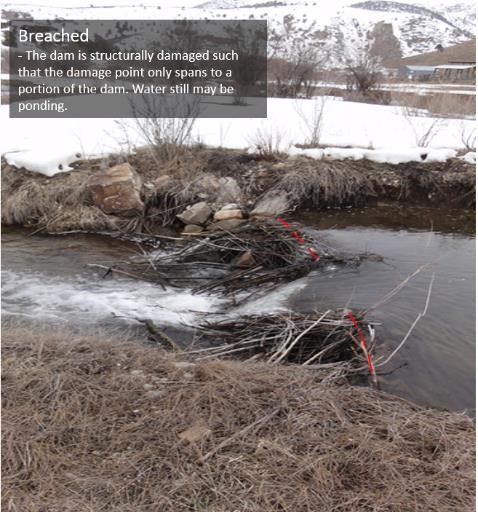 Breached
- The dam is structurally damaged such
that the damage point only spans to a
portion of the dam. Water still may be
ponding.